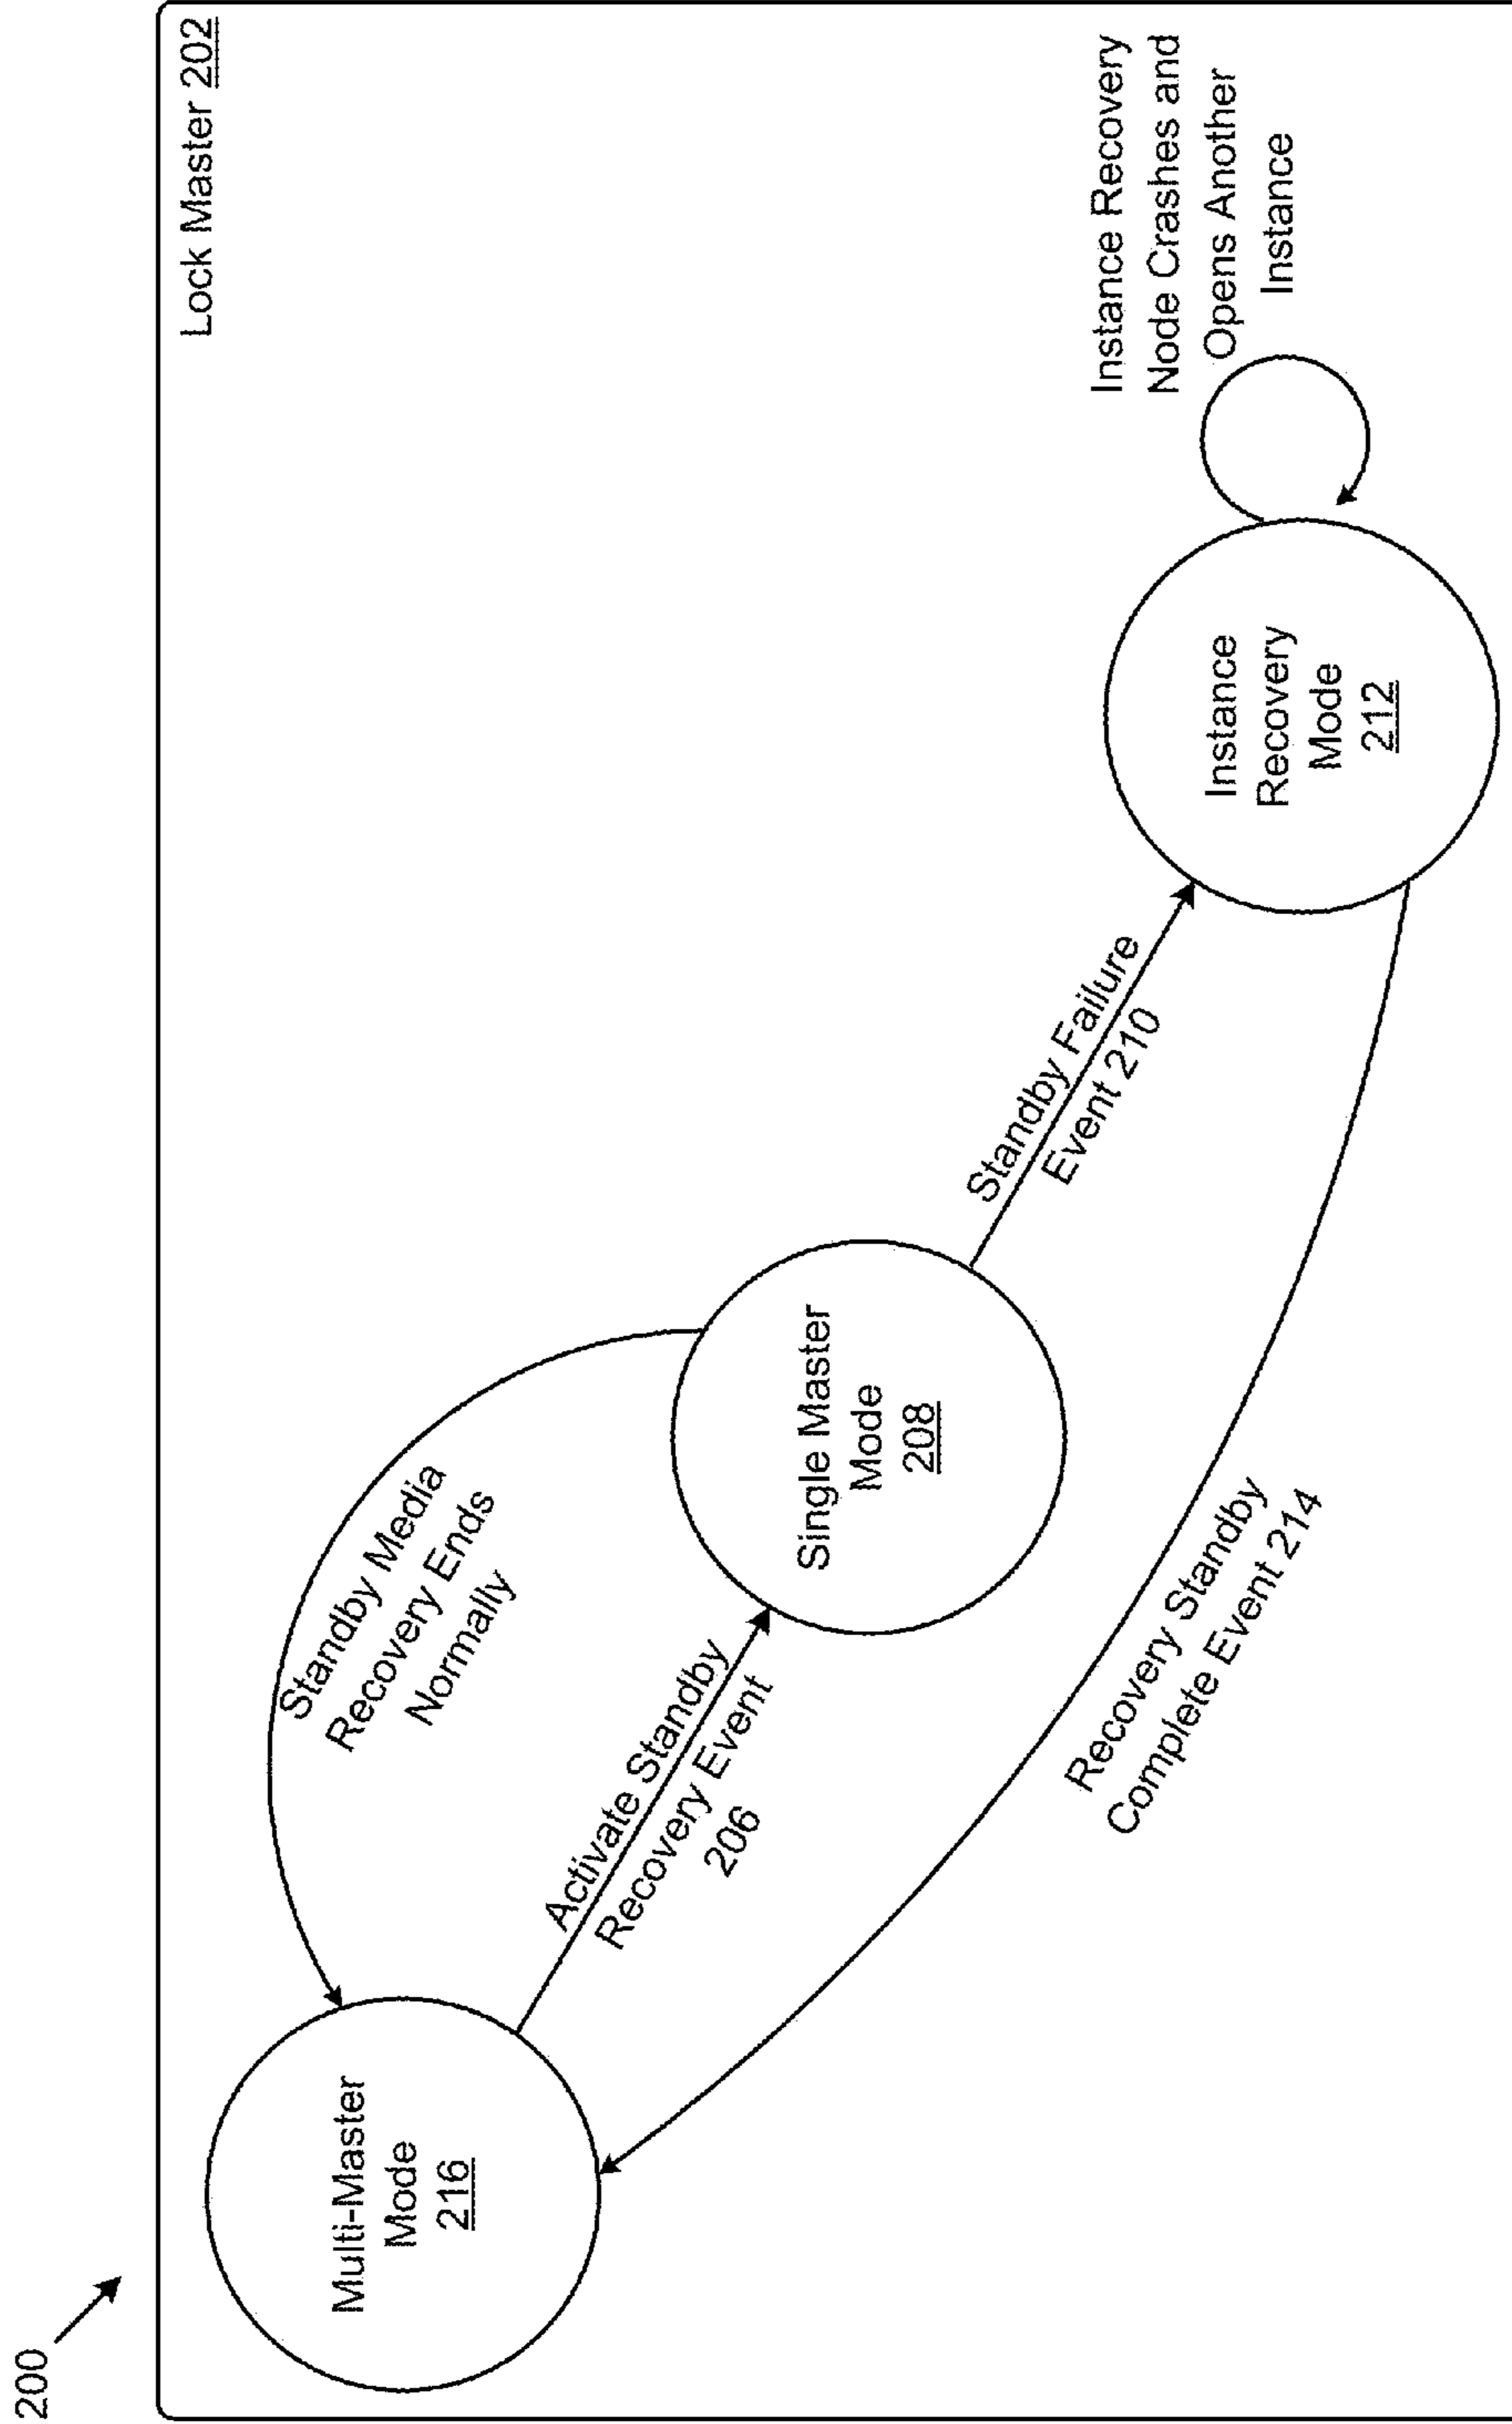 200
Lock Master 202
Multi-Master
Mode
216
Standby Media
Recovery Ends
Normally
Activate Standby
Recovery Event
206
Single Master
Mode
208
Standby Failure
Event 210
Recovery Standby
Complete Event 214
Instance
Recovery
Mode
212
Instance Recovery
Node Crashes and
Opens Another
Instance